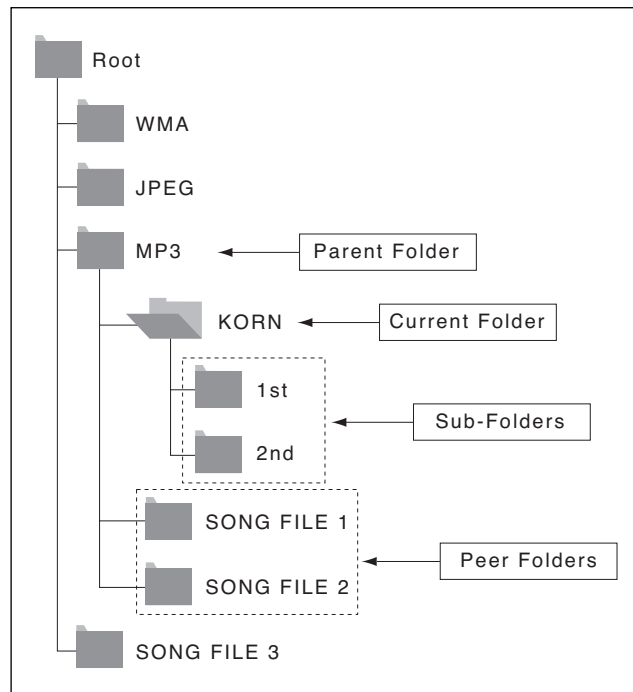 Root
WMA
JPEG
MP3
Parent Folder
KORN
Current Folder
1st
Sub-Folders
2nd
SONG FILE 1
Peer Folders
SONG FILE 2
SONG FILE 3